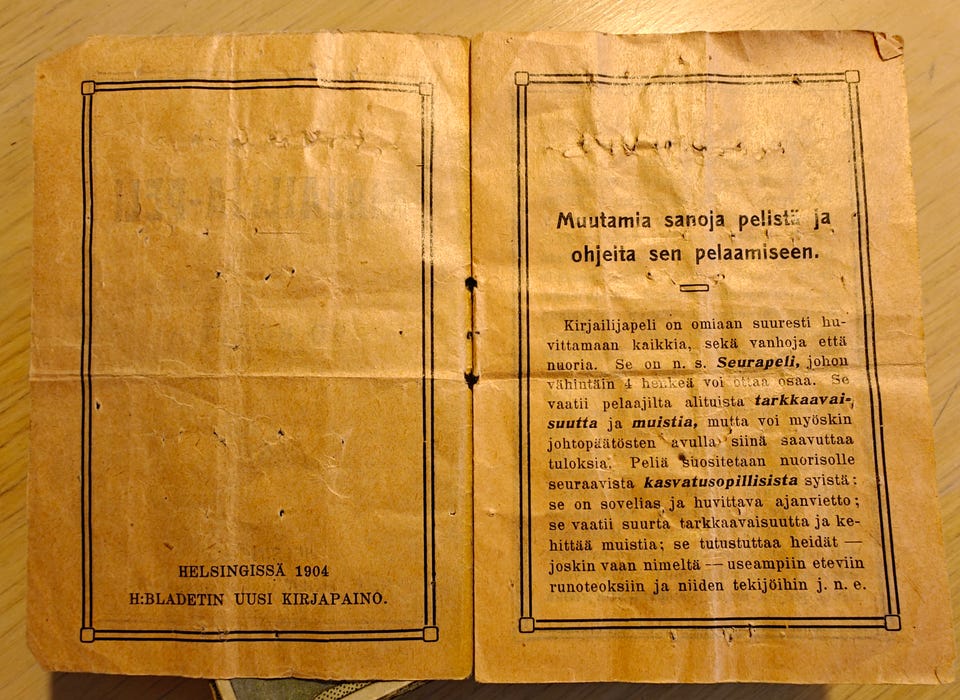 HELSINGISSÄ 1904
H:BLADETIN UUSI KIRJAPAINO.
Muutamia sanoja pelistä ja
ohjeita sen pelaamiseen.
Kirjailijapeli on omiaan suuresti hu-
vittamaan kaikkia, sekä vanhoja että
nuoria. Se on n. s. Seurapeli, johon
vähintäin 4 henkeä voi ottaa osaa. Se
vaatii pelaajilta alituista tarkkaavai-
suutta ja muistia, mutta voi myöskin
johtopäätösten avulla siinä saavuttaa
tuloksia. Peliä suositetaan nuorisolle
seuraavista kasvatusopillisista syistä:
se on sovelias ja huvittava ajanvietto;
se vaatii suurta tarkkaavaisuutta ja ke-
hittää muistia; se tutustuttaa heidät —
joskin vaan nimeltä — useampiin eteviin
runoteoksiin ja niiden tekijöihin j. n. e.